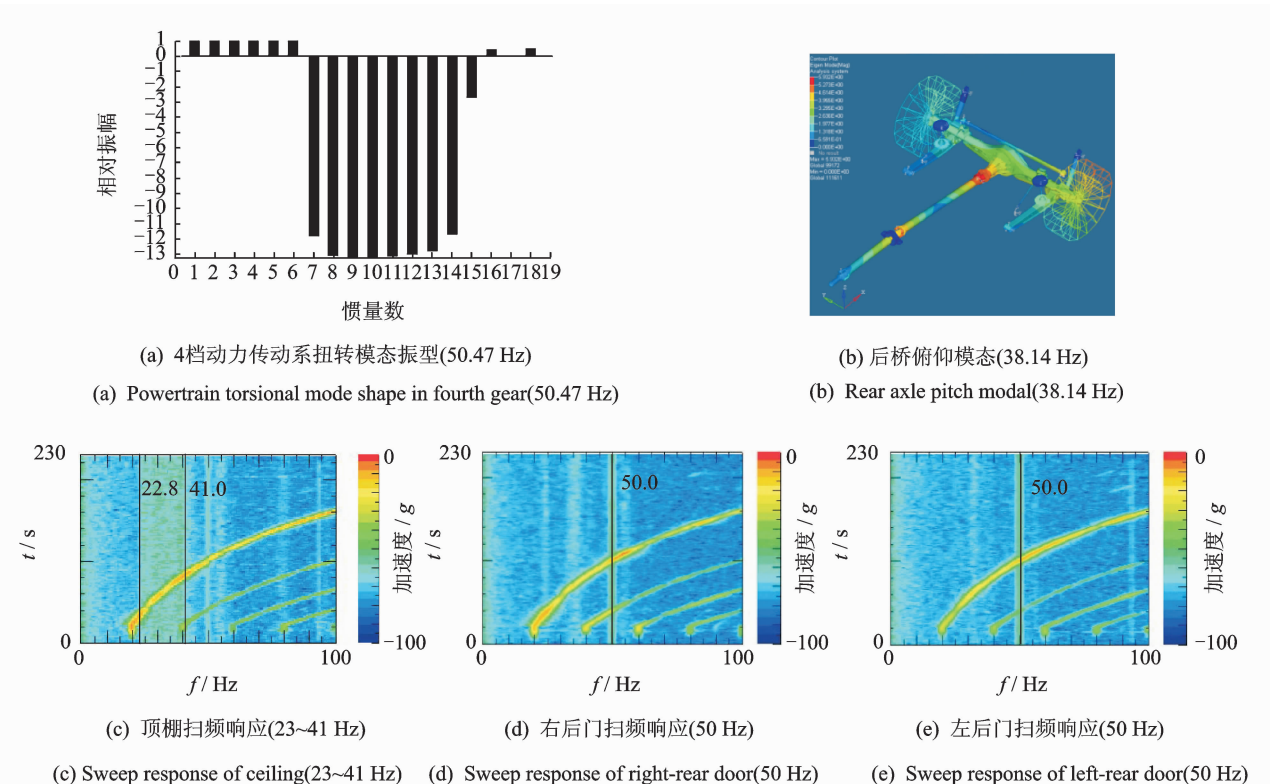 1
0
−1
−2
−3
−4
−5
−6
−7
−8
−9
−10
−11
−12
−13
相对振幅
0 1 2 3 4 5 6 7 8 9 10 11 12 13 14 15 16 17 18 19
惯量数
Contour Plot
Analysis system
(a) 4档动力传动系扭转模态振型(50.47 Hz)
(a) Powertrain torsional mode shape in fourth gear(50.47 Hz)
(b) 后桥俯仰模态(38.14 Hz)
(b) Rear axle pitch modal(38.14 Hz)
230
22.8 41.0
t / s
0
0 100
f / Hz
0
加速度 / g
−100
(c) 顶棚扫频响应(23~41 Hz)
(c) Sweep response of ceiling(23~41 Hz)
230
50.0
t / s
0
0 100
f / Hz
0
加速度 / g
−100
(d) 右后门扫频响应(50 Hz)
(d) Sweep response of right-rear door(50 Hz)
230
50.0
t / s
0
0 100
f / Hz
0
加速度 / g
−100
(e) 左后门扫频响应(50 Hz)
(e) Sweep response of left-rear door(50 Hz)